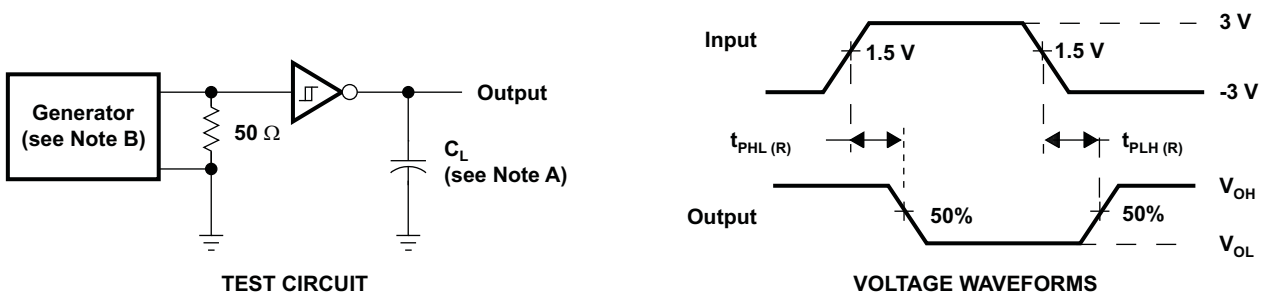 Generator
(see Note B)
50 Ω
Output
C_L
(see Note A)
TEST CIRCUIT
Input
3 V
1.5 V
1.5 V
-3 V
t_PHL (R)
t_PLH (R)
Output
50%
50%
V_OH
V_OL
VOLTAGE WAVEFORMS